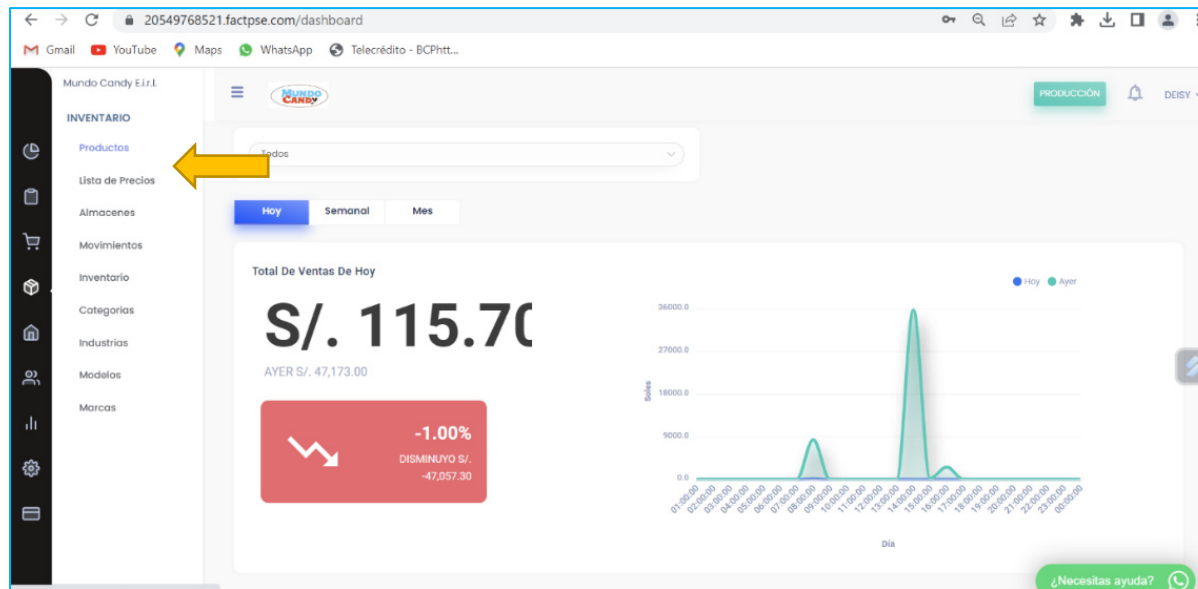 20549768521.factpse.com/dashboard
Gmail YouTube Maps WhatsApp Telecrédito - BCPhtt...
Mundo Candy E.i.r.l.
INVENTARIO
Productos
Lista de Precios
Almacenes
Movimientos
Inventario
Categorias
Industrias
Modelos
Marcas
MUNDO
CANDY
PRODUCCIÓN
DEISY
Todos
Hoy Semanal Mes
Total De Ventas De Hoy
S/. 115.70
AYER S/. 47,173.00
-1.00%
DISMINUYO S/.
-47,057.30
Hoy Ayer
36000.0
27000.0
18000.0
9000.0
0.0
Soles
01:00:00 02:00:00 03:00:00 04:00:00 05:00:00 06:00:00 07:00:00 08:00:00 09:00:00 10:00:00 11:00:00 12:00:00 13:00:00 14:00:00 15:00:00 16:00:00 17:00:00 18:00:00 19:00:00 20:00:00 21:00:00 22:00:00 23:00:00 00:00:00
Día
¿Necesitas ayuda?